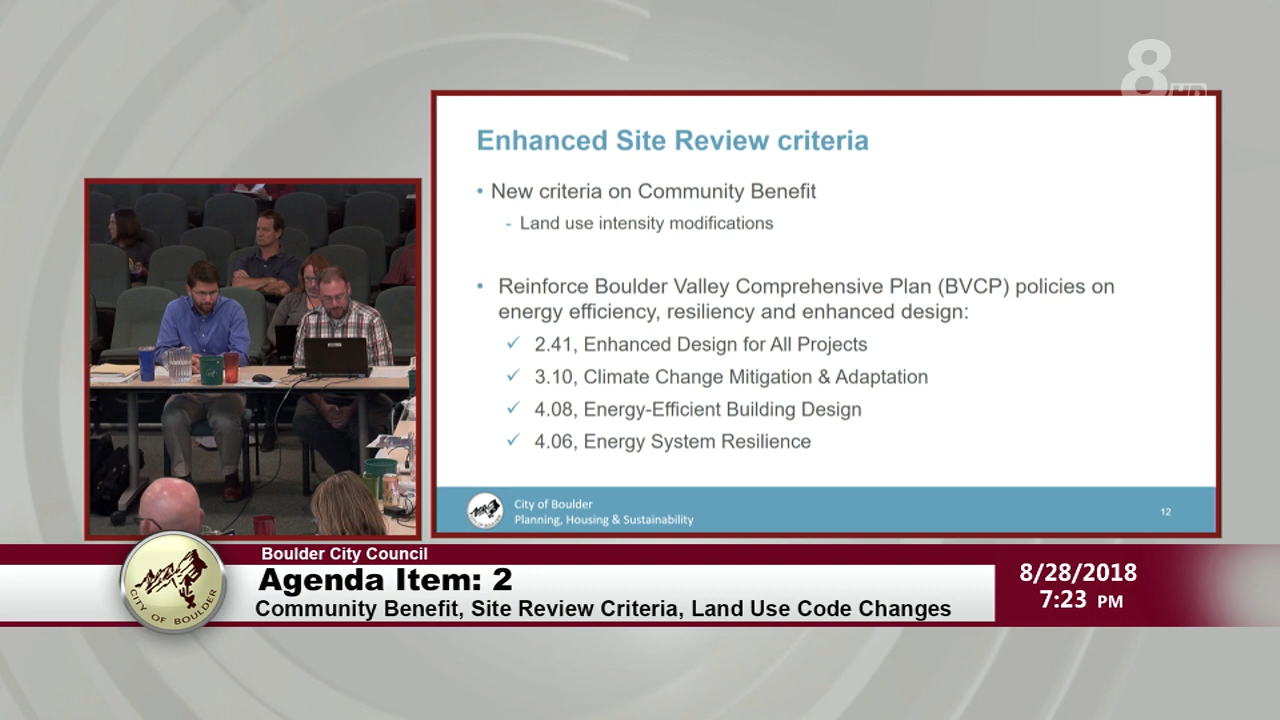 8
HD
Enhanced Site Review criteria
• New criteria on Community Benefit
- Land use intensity modifications
• Reinforce Boulder Valley Comprehensive Plan (BVCP) policies on
energy efficiency, resiliency and enhanced design:
✓ 2.41, Enhanced Design for All Projects
✓ 3.10, Climate Change Mitigation & Adaptation
✓ 4.08, Energy-Efficient Building Design
✓ 4.06, Energy System Resilience
City of Boulder
Planning, Housing & Sustainability
12
Boulder City Council
Agenda Item: 2
Community Benefit, Site Review Criteria, Land Use Code Changes
8/28/2018
7:23 PM
CITY OF BOULDER